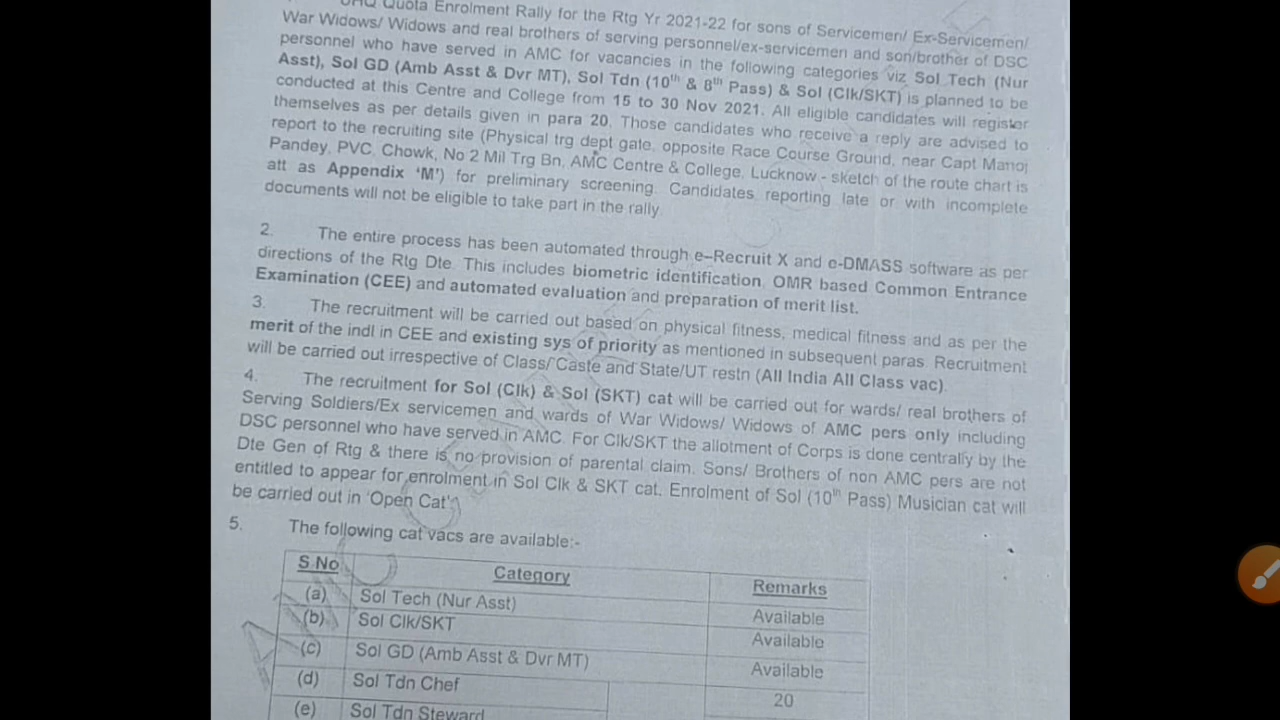 Quota Enrolment Rally for the Rtg Yr 2021-22 for sons of Servicemen/ Ex-Servicemen/
War Widows/ Widows and real brothers of serving personnel/ex-servicemen and son/brother of DSC
personnel who have served in AMC for vacancies in the following categories viz Sol Tech (Nur
Asst), Sol GD (Amb Asst & Dvr MT), Sol Tdn (10th & 8th Pass) & Sol (Clk/SKT) is planned to be
conducted at this Centre and College from 15 to 30 Nov 2021. All eligible candidates will register
themselves as per details given in para 20. Those candidates who receive a reply are advised to
report to the recruiting site (Physical trg dept gate, opposite Race Course Ground, near Capt Manoj
Pandey, PVC, Chowk, No 2 Mil Trg Bn, AMC Centre & College, Lucknow - sketch of the route chart is
att as Appendix ‘M’) for preliminary screening. Candidates reporting late or with incomplete
documents will not be eligible to take part in the rally.
2. The entire process has been automated through e–Recruit X and e-DMASS software as per
directions of the Rtg Dte. This includes biometric identification, OMR based Common Entrance
Examination (CEE) and automated evaluation and preparation of merit list.
3. The recruitment will be carried out based on physical fitness, medical fitness and as per the
merit of the indl in CEE and existing sys of priority as mentioned in subsequent paras. Recruitment
will be carried out irrespective of Class/ Caste and State/UT restn (All India All Class vac).
4. The recruitment for Sol (Clk) & Sol (SKT) cat will be carried out for wards/ real brothers of
Serving Soldiers/Ex servicemen and wards of War Widows/ Widows of AMC pers only including
DSC personnel who have served in AMC. For Clk/SKT the allotment of Corps is done centrally by the
Dte Gen of Rtg & there is no provision of parental claim. Sons/ Brothers of non AMC pers are not
entitled to appear for enrolment in Sol Clk & SKT cat. Enrolment of Sol (10th Pass) Musician cat will
be carried out in ‘Open Cat’
5. The following cat vacs are available:-
S.No Category Remarks
(a) Sol Tech (Nur Asst) Available
(b) Sol Clk/SKT Available
(c) Sol GD (Amb Asst & Dvr MT) Available
(d) Sol Tdn Chef 20
(e) Sol Tdn Steward